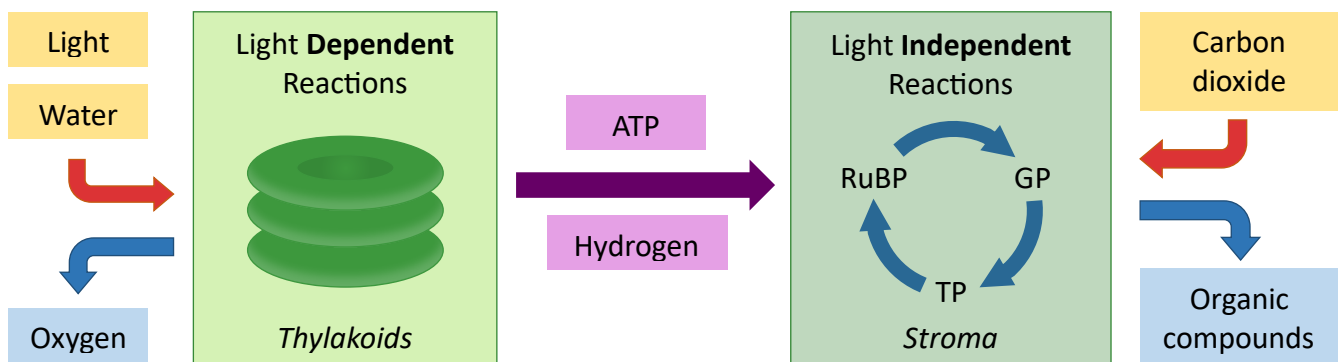 Light
Water
Oxygen
Light Dependent
Reactions
Thylakoids
ATP
Hydrogen
Light Independent
Reactions
RuBP
GP
TP
Stroma
Carbon
dioxide
Organic
compounds